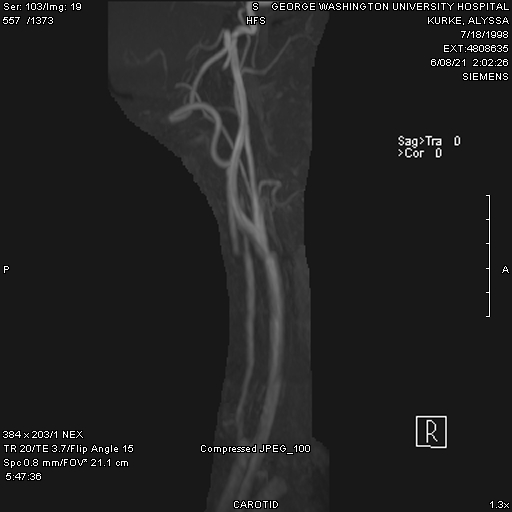 Ser: 103/Img: 19
557 /1373
S
HFS
GEORGE WASHINGTON UNIVERSITY HOSPITAL
KURKE, ALYSSA
7/18/1998
EXT:4808635
6/08/21 2:02:26
SIEMENS
Sag>Tra 0
>Cor 0
P
A
R
384 x 203/1 NEX
TR 20/TE 3.7/Flip Angle 15
Spc 0.8 mm/FOV* 21.1 cm
5:47:36
Compressed JPEG_100
CAROTID
1.3x